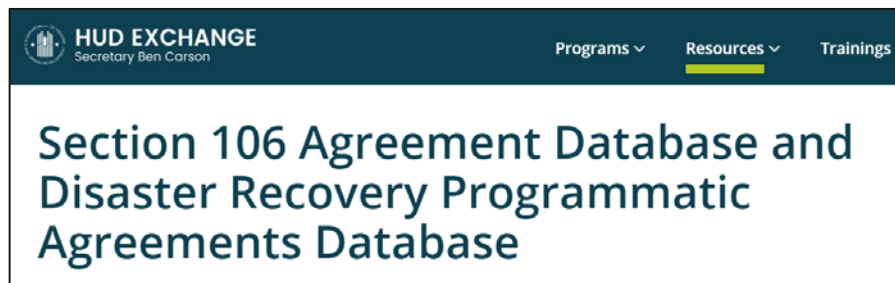 HUD EXCHANGE
Secretary Ben Carson
Programs
Resources
Trainings
Section 106 Agreement Database and
Disaster Recovery Programmatic
Agreements Database